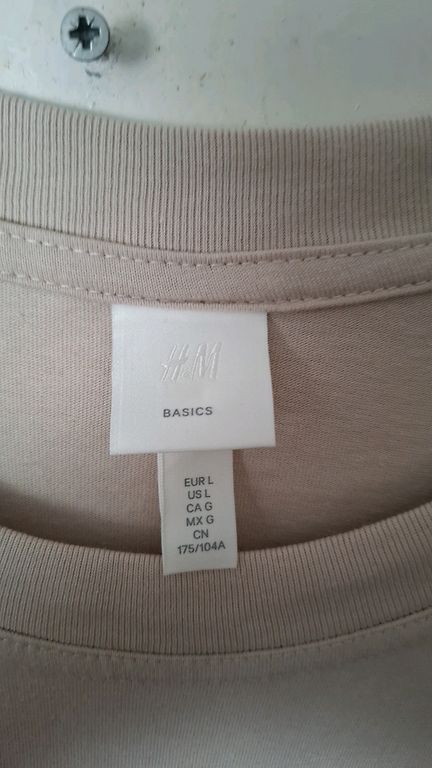 H&M
BASICS
EUR L
US L
CA G
MX G
CN
175/104A